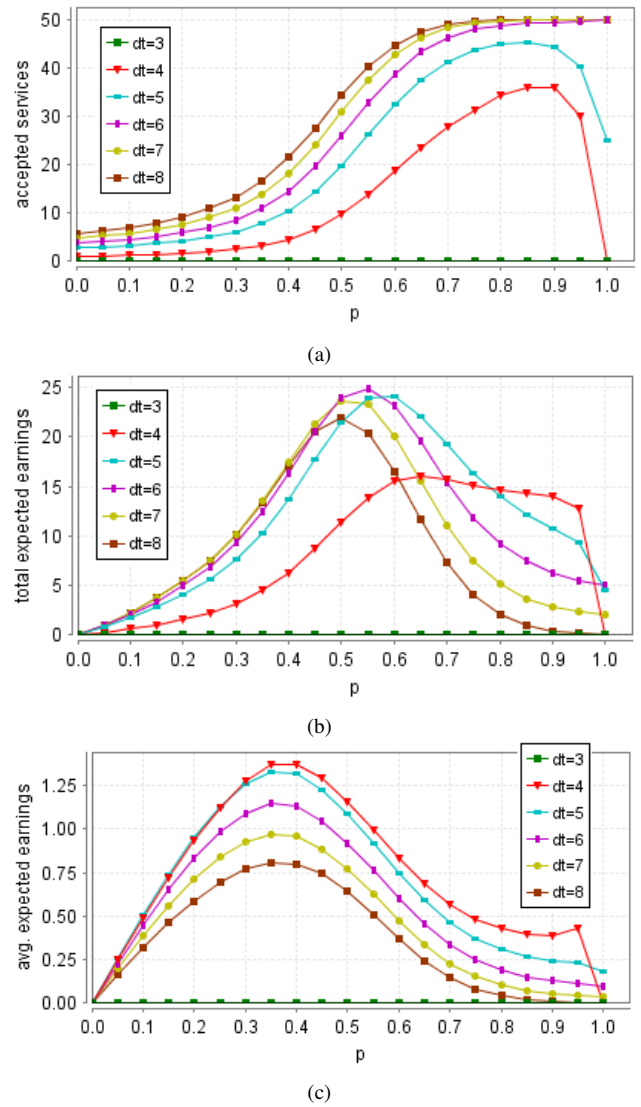 accepted services
50
40
30
20
10
0
dt=3
dt=4
dt=5
dt=6
dt=7
dt=8
0.0 0.1 0.2 0.3 0.4 0.5 0.6 0.7 0.8 0.9 1.0
p
(a)
total expected earnings
25
20
15
10
5
0
dt=3
dt=4
dt=5
dt=6
dt=7
dt=8
0.0 0.1 0.2 0.3 0.4 0.5 0.6 0.7 0.8 0.9 1.0
p
(b)
avg. expected earnings
1.25
1.00
0.75
0.50
0.25
0.00
dt=3
dt=4
dt=5
dt=6
dt=7
dt=8
0.0 0.1 0.2 0.3 0.4 0.5 0.6 0.7 0.8 0.9 1.0
p
(c)